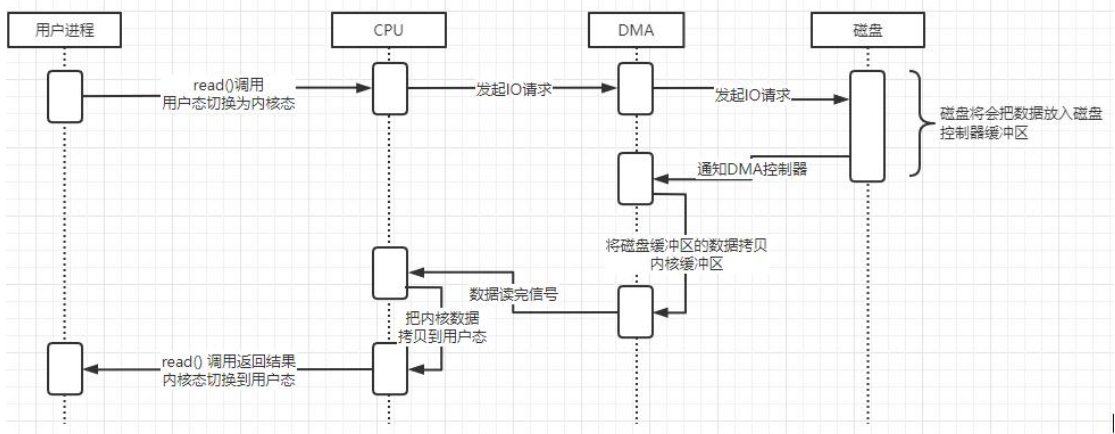 用户进程
CPU
DMA
磁盘
read()调用
用户态切换为内核态
发起IO请求
发起IO请求
磁盘将会把数据放入磁盘
控制器缓冲区
通知DMA控制器
将磁盘缓冲区的数据拷贝
内核缓冲区
数据读完信号
把内核数据
拷贝到用户态
read() 调用返回结果
内核态切换到用户态